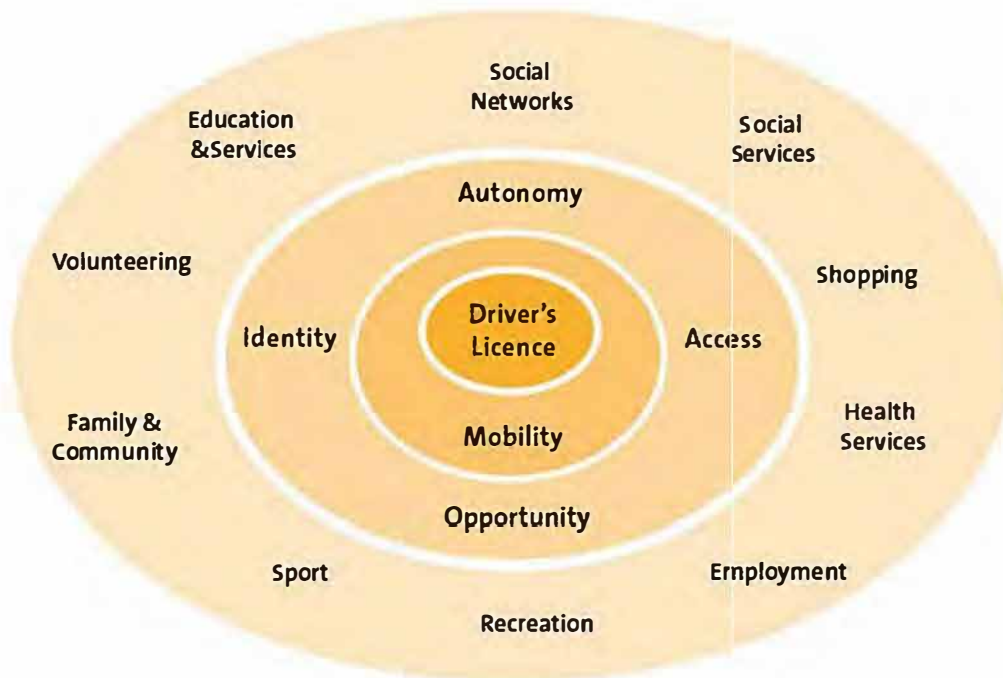 Social
Networks
Education
&Services
Social
Services
Autonomy
Volunteering
Shopping
Driver's
Licence
Identity
Access
Family &
Community
Health
Services
Mobility
Opportunity
Sport
Employment
Recreation